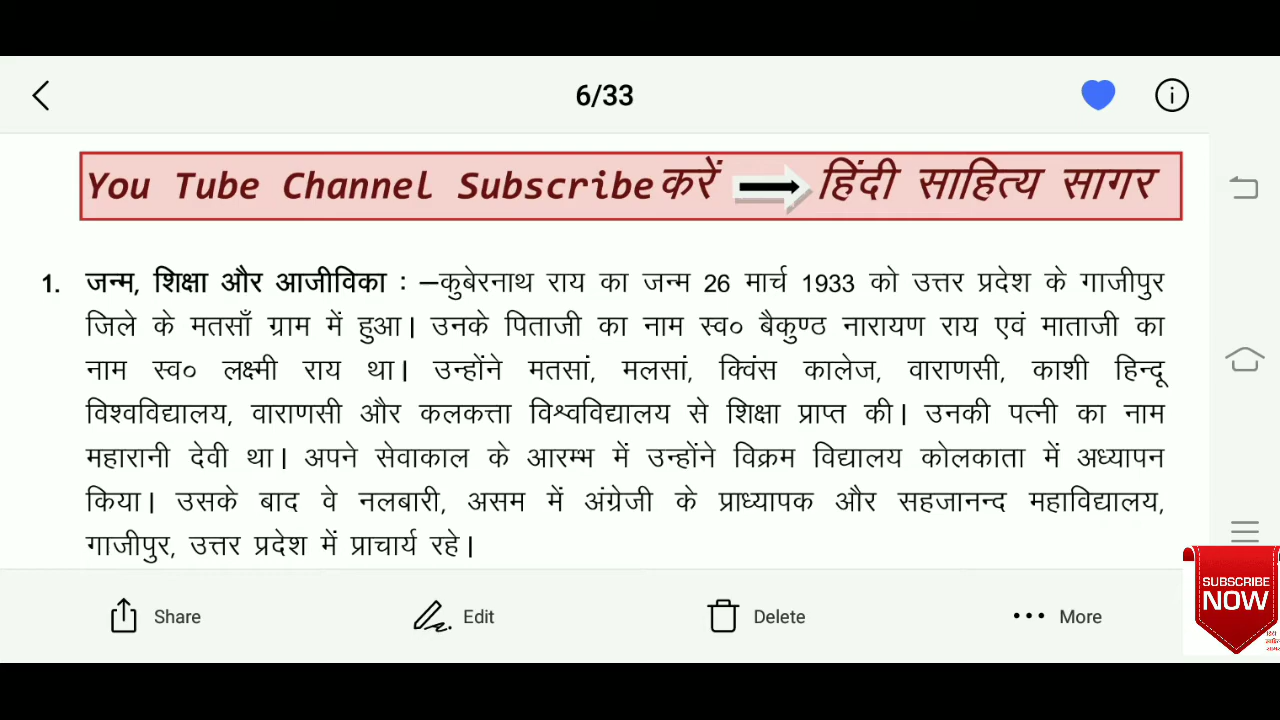 6/33
You Tube Channel Subscribe करें हिंदी साहित्य सागर
1. जन्म, शिक्षा और आजीविका : –कुबेरनाथ राय का जन्म 26 मार्च 1933 को उत्तर प्रदेश के गाजीपुर
जिले के मतसाँ ग्राम में हुआ। उनके पिताजी का नाम स्व० बैकुण्ठ नारायण राय एवं माताजी का
नाम स्व० लक्ष्मी राय था। उन्होंने मतसां, मलसां, क्विंस कालेज, वाराणसी, काशी हिन्दू
विश्वविद्यालय, वाराणसी और कलकत्ता विश्वविद्यालय से शिक्षा प्राप्त की। उनकी पत्नी का नाम
महारानी देवी था। अपने सेवाकाल के आरम्भ में उन्होंने विक्रम विद्यालय कोलकाता में अध्यापन
किया। उसके बाद वे नलबारी, असम में अंग्रेजी के प्राध्यापक और सहजानन्द महाविद्यालय,
गाजीपुर, उत्तर प्रदेश में प्राचार्य रहे।
Share Edit Delete More
SUBSCRIBE
NOW